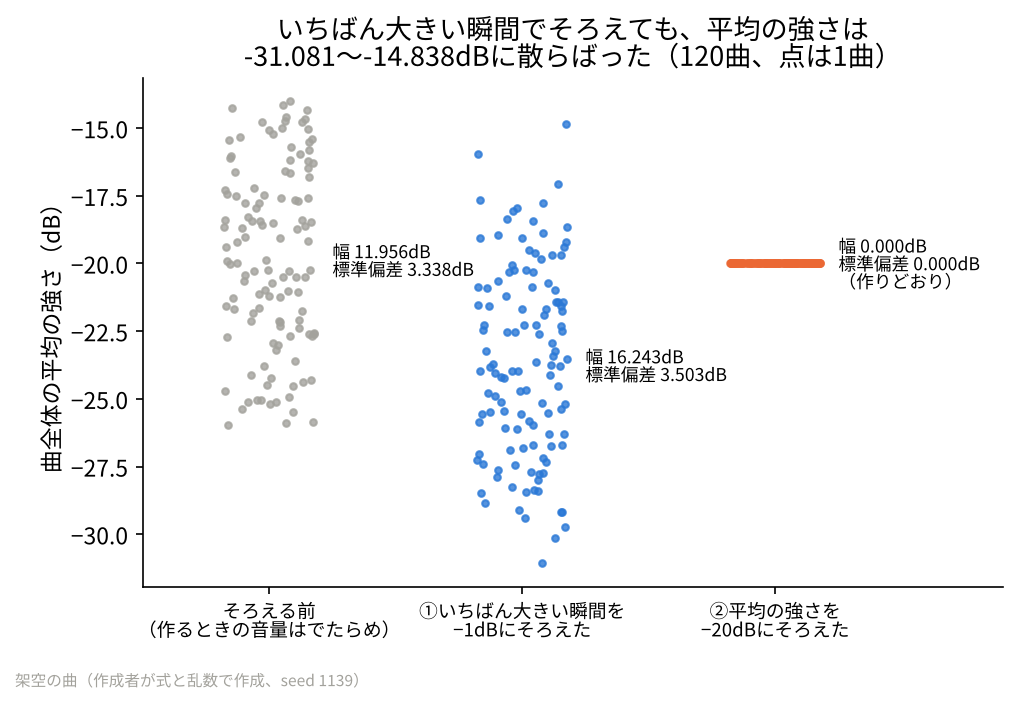 いちばん大きい瞬間でそろえても、平均の強さは
-31.081〜-14.838dBに散らばった（120曲、点は1曲）
曲全体の平均の強さ（dB）
−15.0
−17.5
−20.0
−22.5
−25.0
−27.5
−30.0
幅 11.956dB
標準偏差 3.338dB
幅 16.243dB
標準偏差 3.503dB
幅 0.000dB
標準偏差 0.000dB
（作りどおり）
そろえる前
（作るときの音量はでたらめ）
①いちばん大きい瞬間を
−1dBにそろえた
②平均の強さを
−20dBにそろえた
架空の曲（作成者が式と乱数で作成、seed 1139）